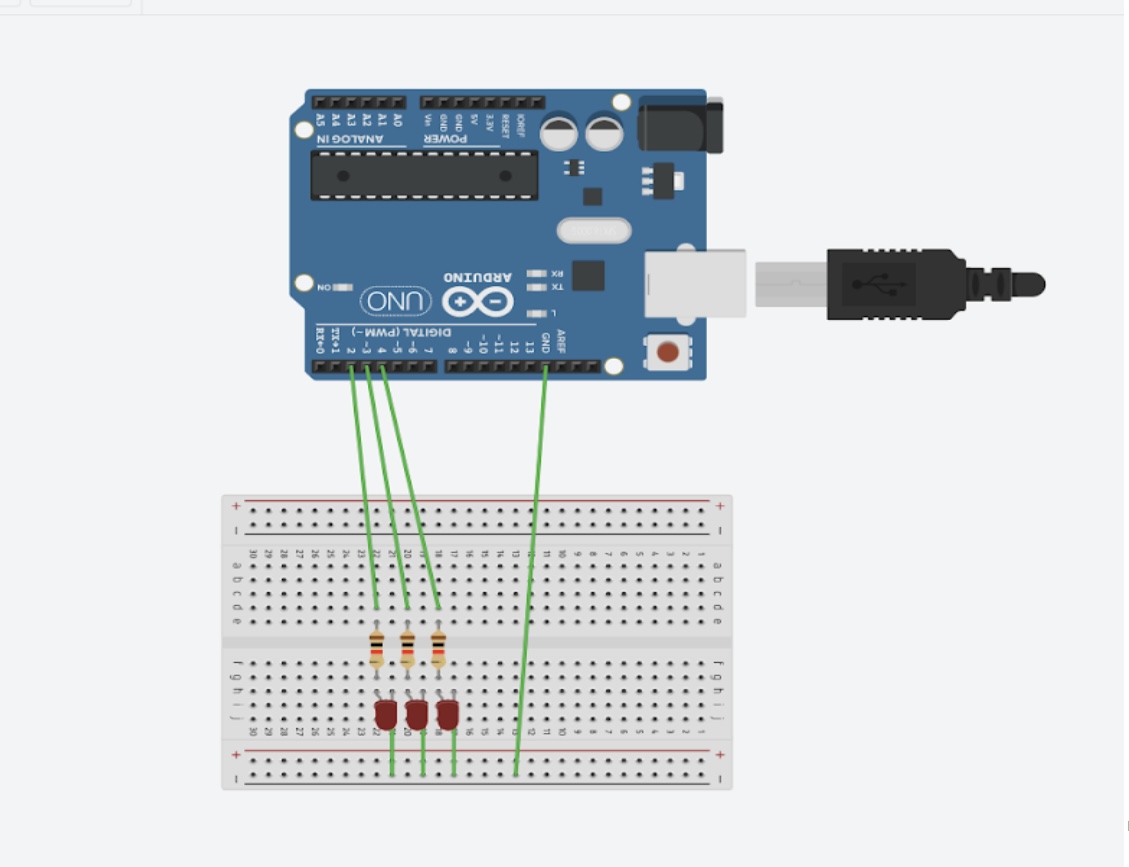 A5 A4 A3 A2 A1 A0 Vin GND GND 5V 3.3V RESET IOREF
ANALOG IN POWER
RX
TX
ON
L
ARDUINO
UNO
DIGITAL (PWM~)
RX←0 TX→1 2 ~3 4 ~5 ~6 7 8 ~9 ~10 ~11 12 13 GND AREF
+ +
- -
30 29 28 27 26 25 24 23 22 21 20 19 18 17 16 15 14 13 12 11 10 9 8 7 6 5 4 3 2 1
a a
b b
c c
d d
e e
f f
g g
h h
i i
j j
30 29 28 27 26 25 24 23 22 20 18 16 15 14 13 12 11 10 9 8 7 6 5 4 3 2 1
+ +
- -